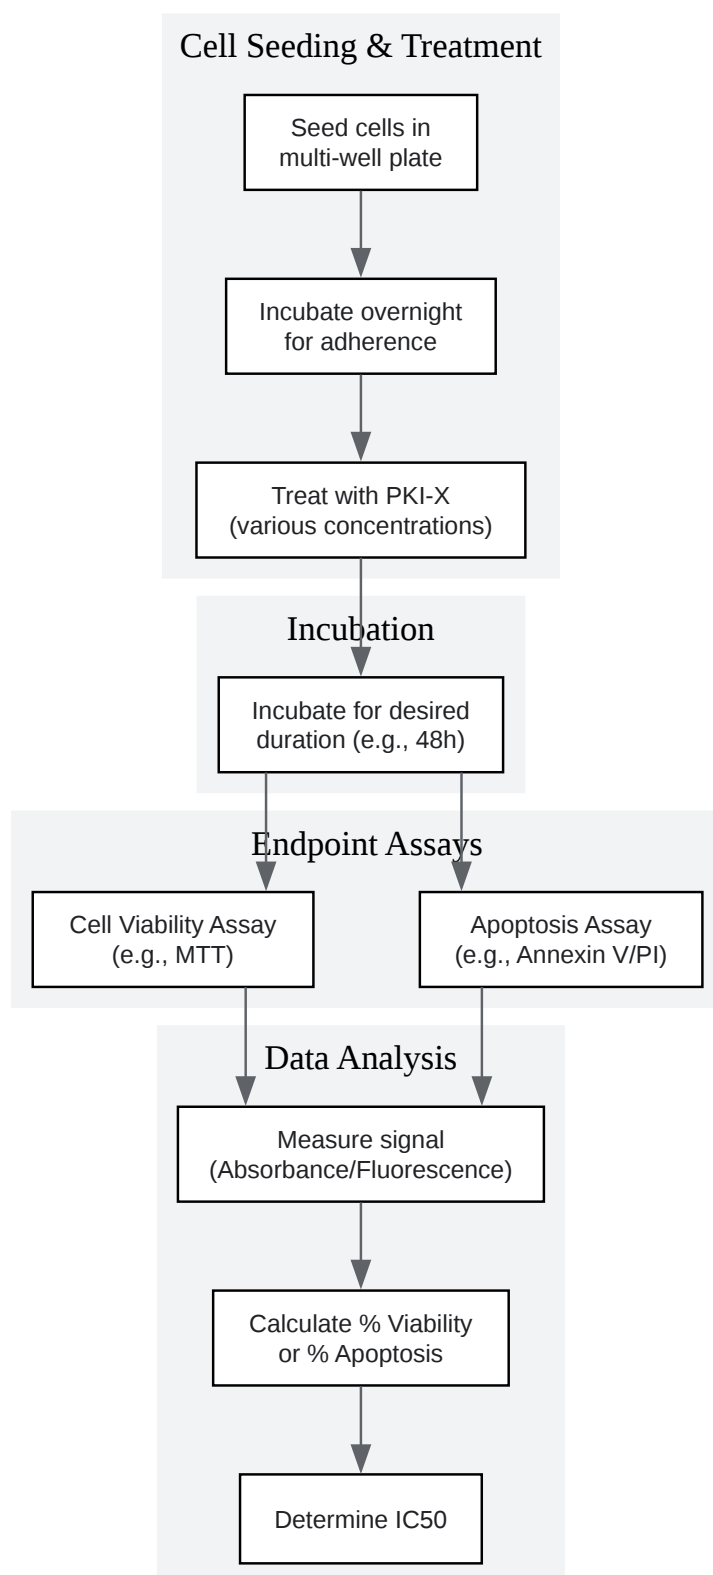 Cell Seeding & Treatment
Seed cells in
multi-well plate
Incubate overnight
for adherence
Treat with PKI-X
(various concentrations)
Incubation
Incubate for desired
duration (e.g., 48h)
Endpoint Assays
Cell Viability Assay
(e.g., MTT)
Apoptosis Assay
(e.g., Annexin V/PI)
Data Analysis
Measure signal
(Absorbance/Fluorescence)
Calculate % Viability
or % Apoptosis
Determine IC50